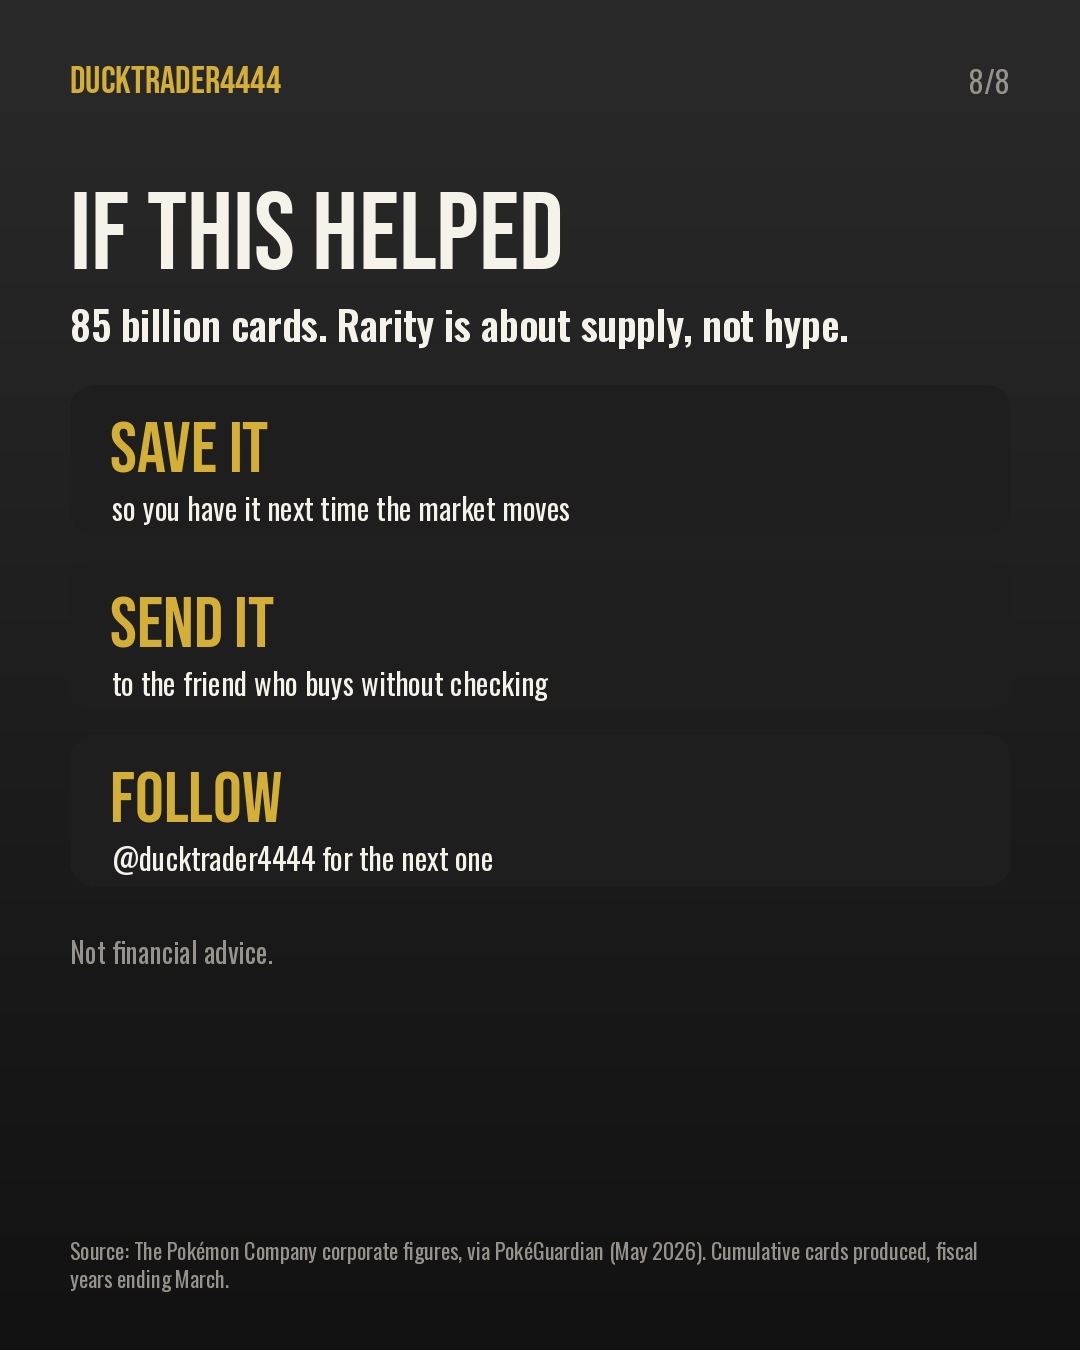 DUCKTRADER4444
8/8
IF THIS HELPED
85 billion cards. Rarity is about supply, not hype.
SAVE IT
so you have it next time the market moves
SEND IT
to the friend who buys without checking
FOLLOW
@ducktrader4444 for the next one
Not financial advice.
Source: The Pokémon Company corporate figures, via PokéGuardian (May 2026). Cumulative cards produced, fiscal
years ending March.